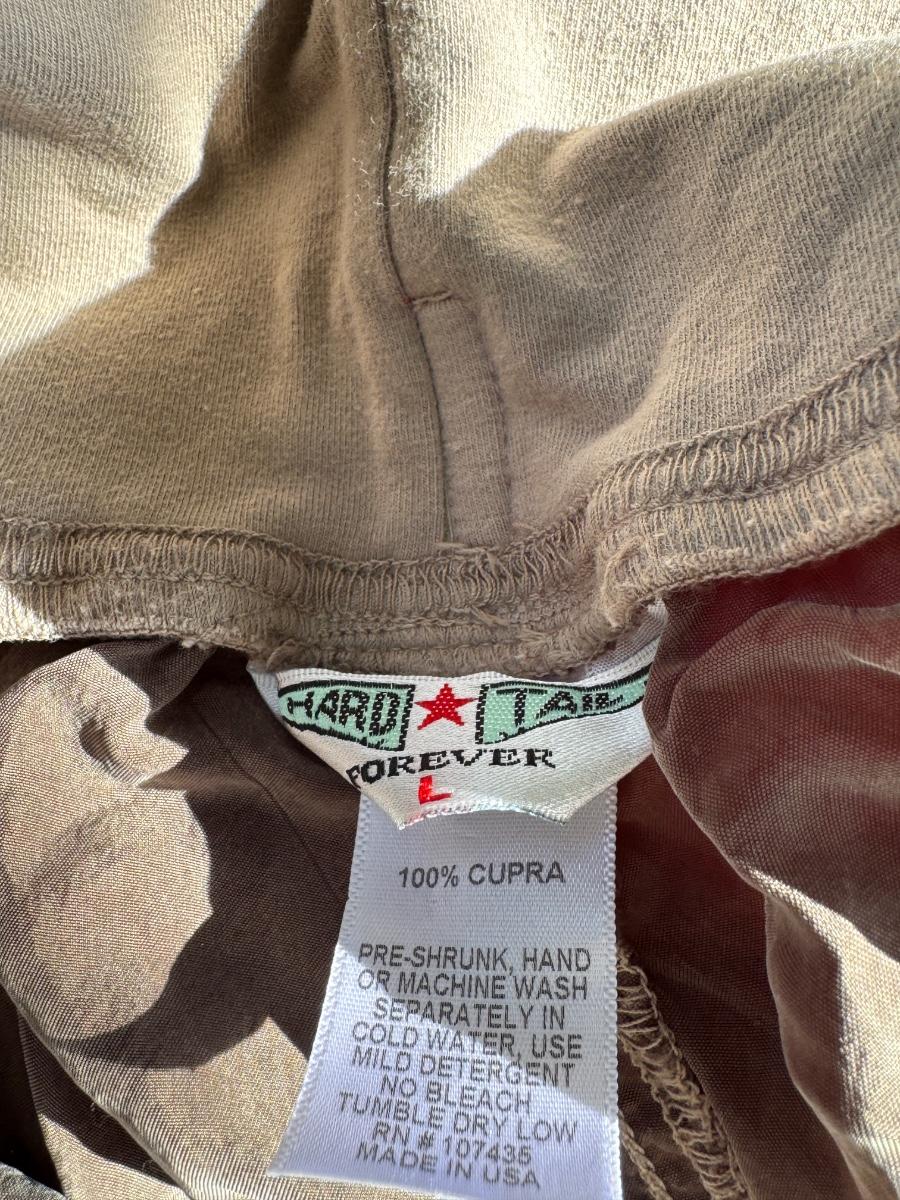 HARD TAIL
FOREVER
L
100% CUPRA
PRE-SHRUNK, HAND
OR MACHINE WASH
SEPARATELY IN
COLD WATER, USE
MILD DETERGENT
NO BLEACH
TUMBLE DRY LOW
RN # 107435
MADE IN USA